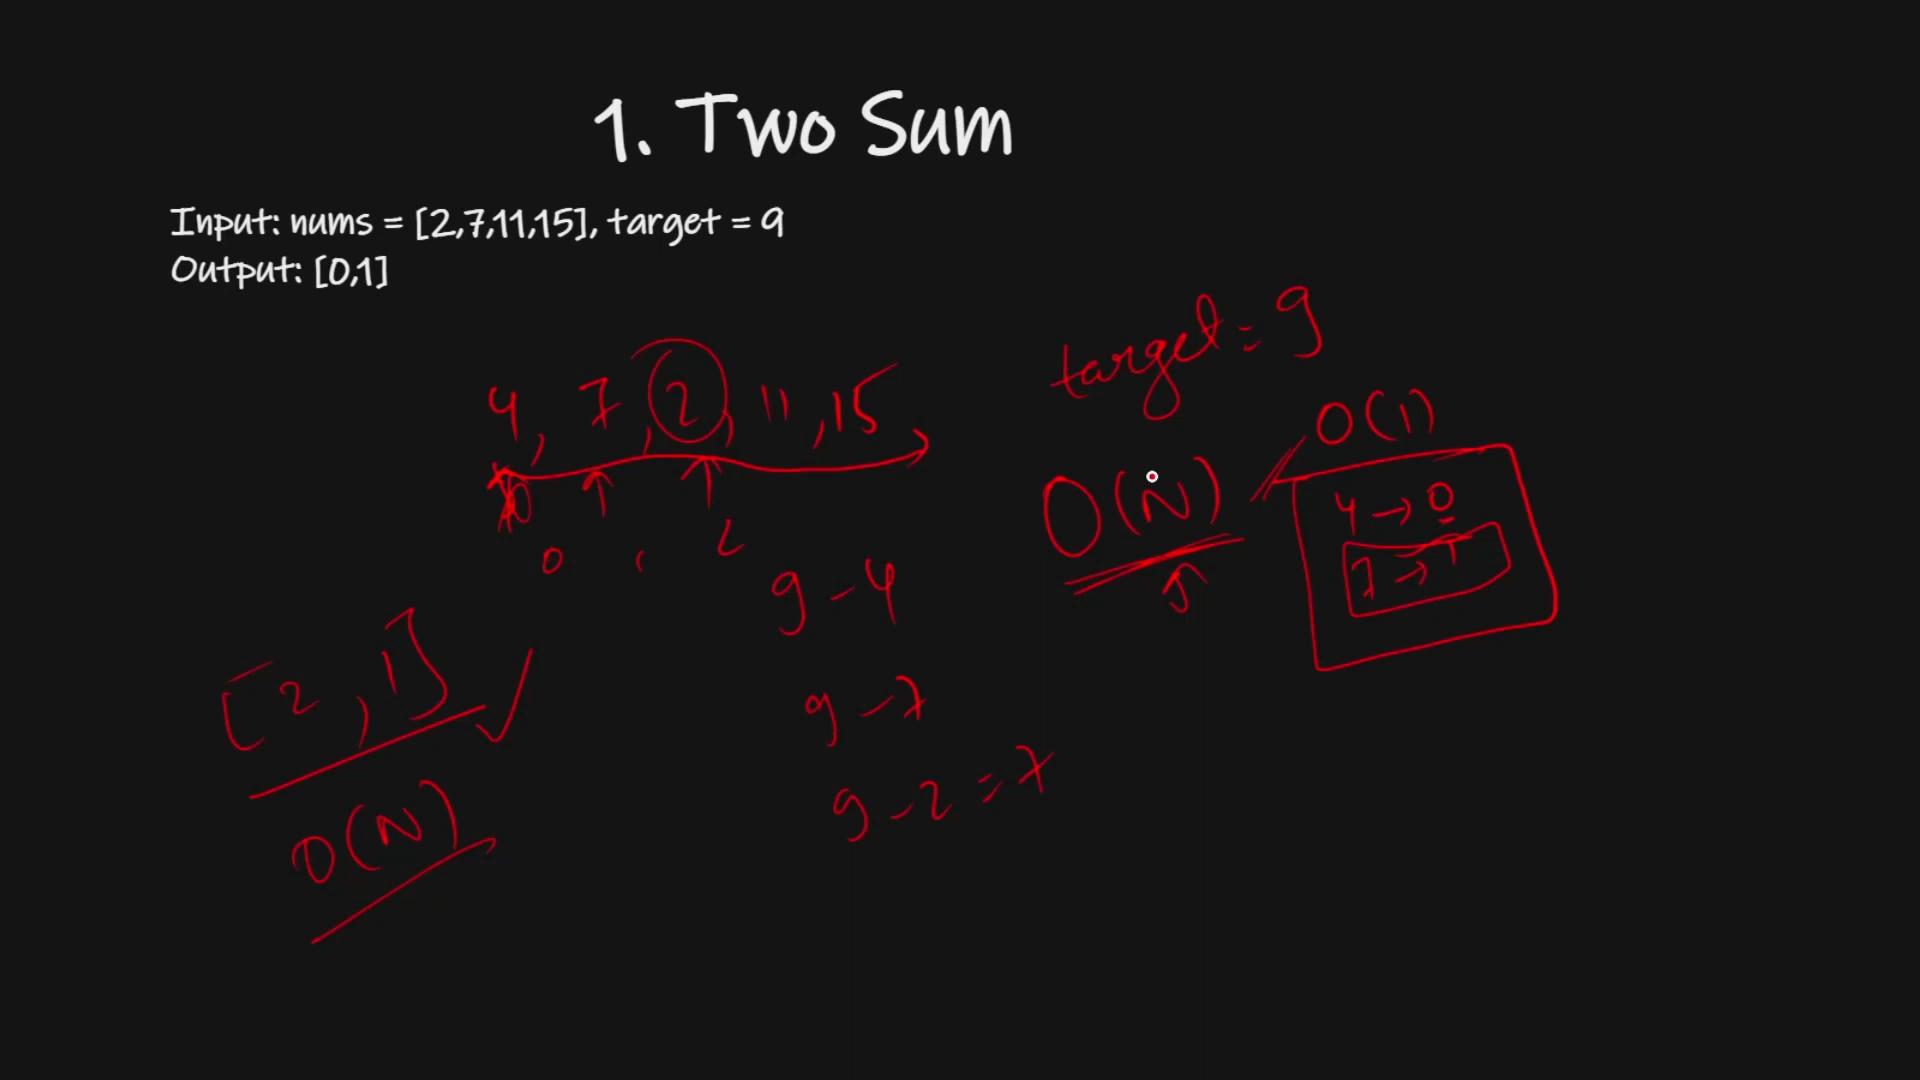 1. Two Sum
Input: nums = [2,7,11,15], target = 9
Output: [0,1]
target = 9
4, 7, 2, 11, 15
O(1)
O(N)
4 → 0
7 → 1
0 1 2
9 - 4
[2, 1]
9 - 7
9 - 2 = 7
O(N)